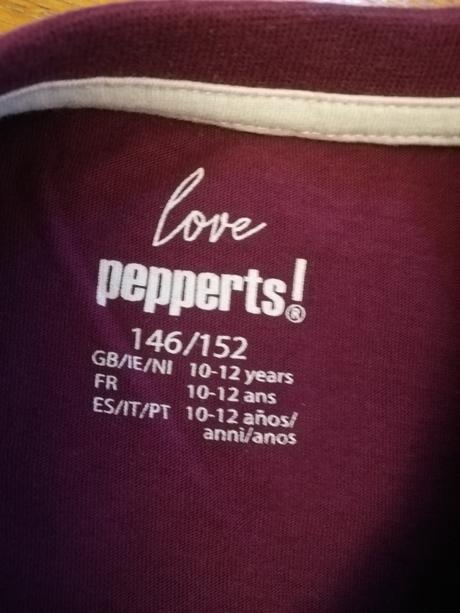 love
pepperts!®
146/152
GB/IE/NI 10-12 years
FR 10-12 ans
ES/IT/PT 10-12 años/
anni/anos